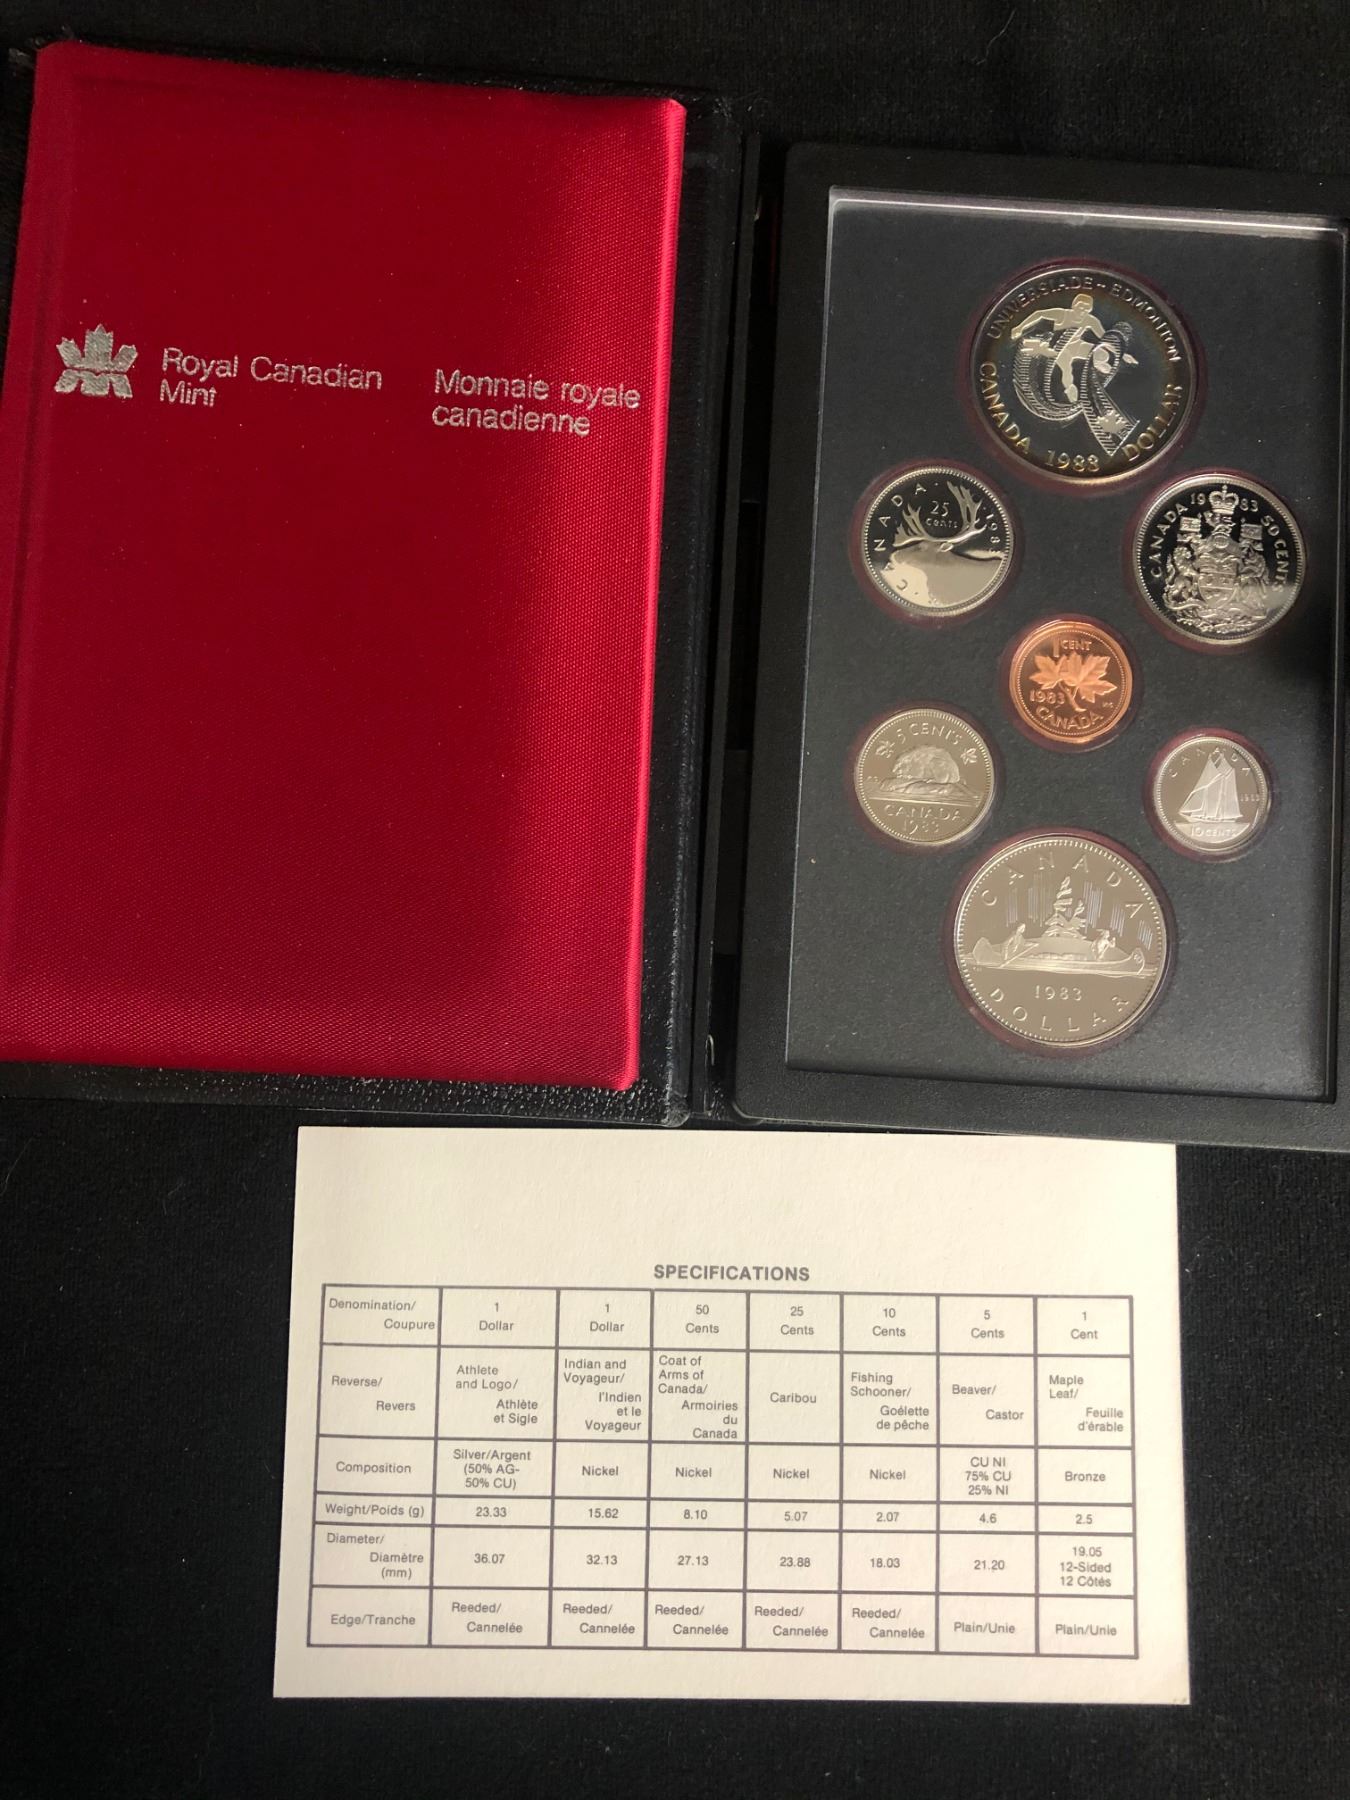 Royal Canadian
Mint
Monnaie royale
canadienne
UNIVERSIADE - EDMONTON
CANADA 1983 DOLLAR
CANADA
25
cents
1983
CANADA 1983 50 CENTS
1 CENT
1983
CANADA
5 CENTS
CANADA
1983
CANADA
1983
10 CENTS
CANADA
1983
DOLLAR
SPECIFICATIONS
Denomination/ 1 1 50 25 10 5 1
Coupure Dollar Dollar Cents Cents Cents Cents Cent
Reverse/
Revers
Athlete
and Logo/
Athlète
et Sigle
Indian and
Voyageur/
l'Indien
et le
Voyageur
Coat of
Arms of
Canada/
Armoiries
du
Canada
Caribou
Fishing
Schooner/
Goélette
de pêche
Beaver/
Castor
Maple
Leaf/
Feuille
d'érable
Composition
Silver/Argent
(50% AG-
50% CU)
Nickel
Nickel
Nickel
Nickel
CU NI
75% CU
25% NI
Bronze
Weight/Poids (g) 23.33 15.62 8.10 5.07 2.07 4.6 2.5
Diameter/
Diamètre
(mm)
36.07
32.13
27.13
23.88
18.03
21.20
19.05
12-Sided
12 Côtés
Edge/Tranche
Reeded/
Cannelée
Reeded/
Cannelée
Reeded/
Cannelée
Reeded/
Cannelée
Reeded/
Cannelée
Plain/Unie
Plain/Unie